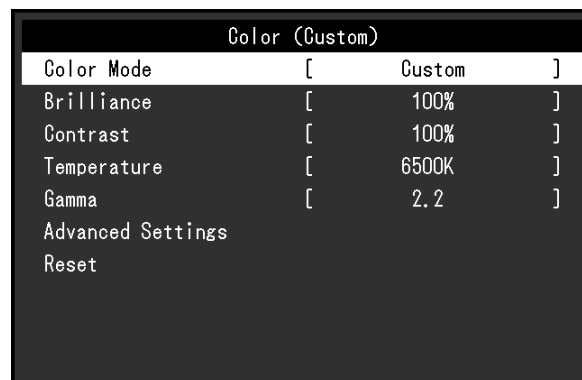 Color (Custom)
Color Mode [ Custom ]
Brilliance [ 100% ]
Contrast [ 100% ]
Temperature [ 6500K ]
Gamma [ 2.2 ]
Advanced Settings
Reset